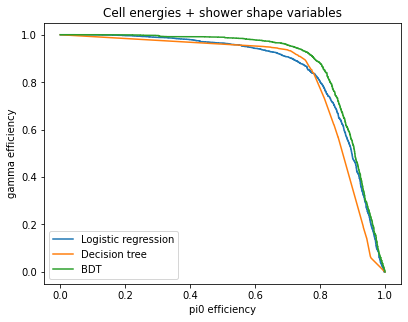 Cell energies + shower shape variables
gamma efficiency
1.0
0.8
0.6
0.4
0.2
0.0
Logistic regression
Decision tree
BDT
0.0 0.2 0.4 0.6 0.8 1.0
pi0 efficiency